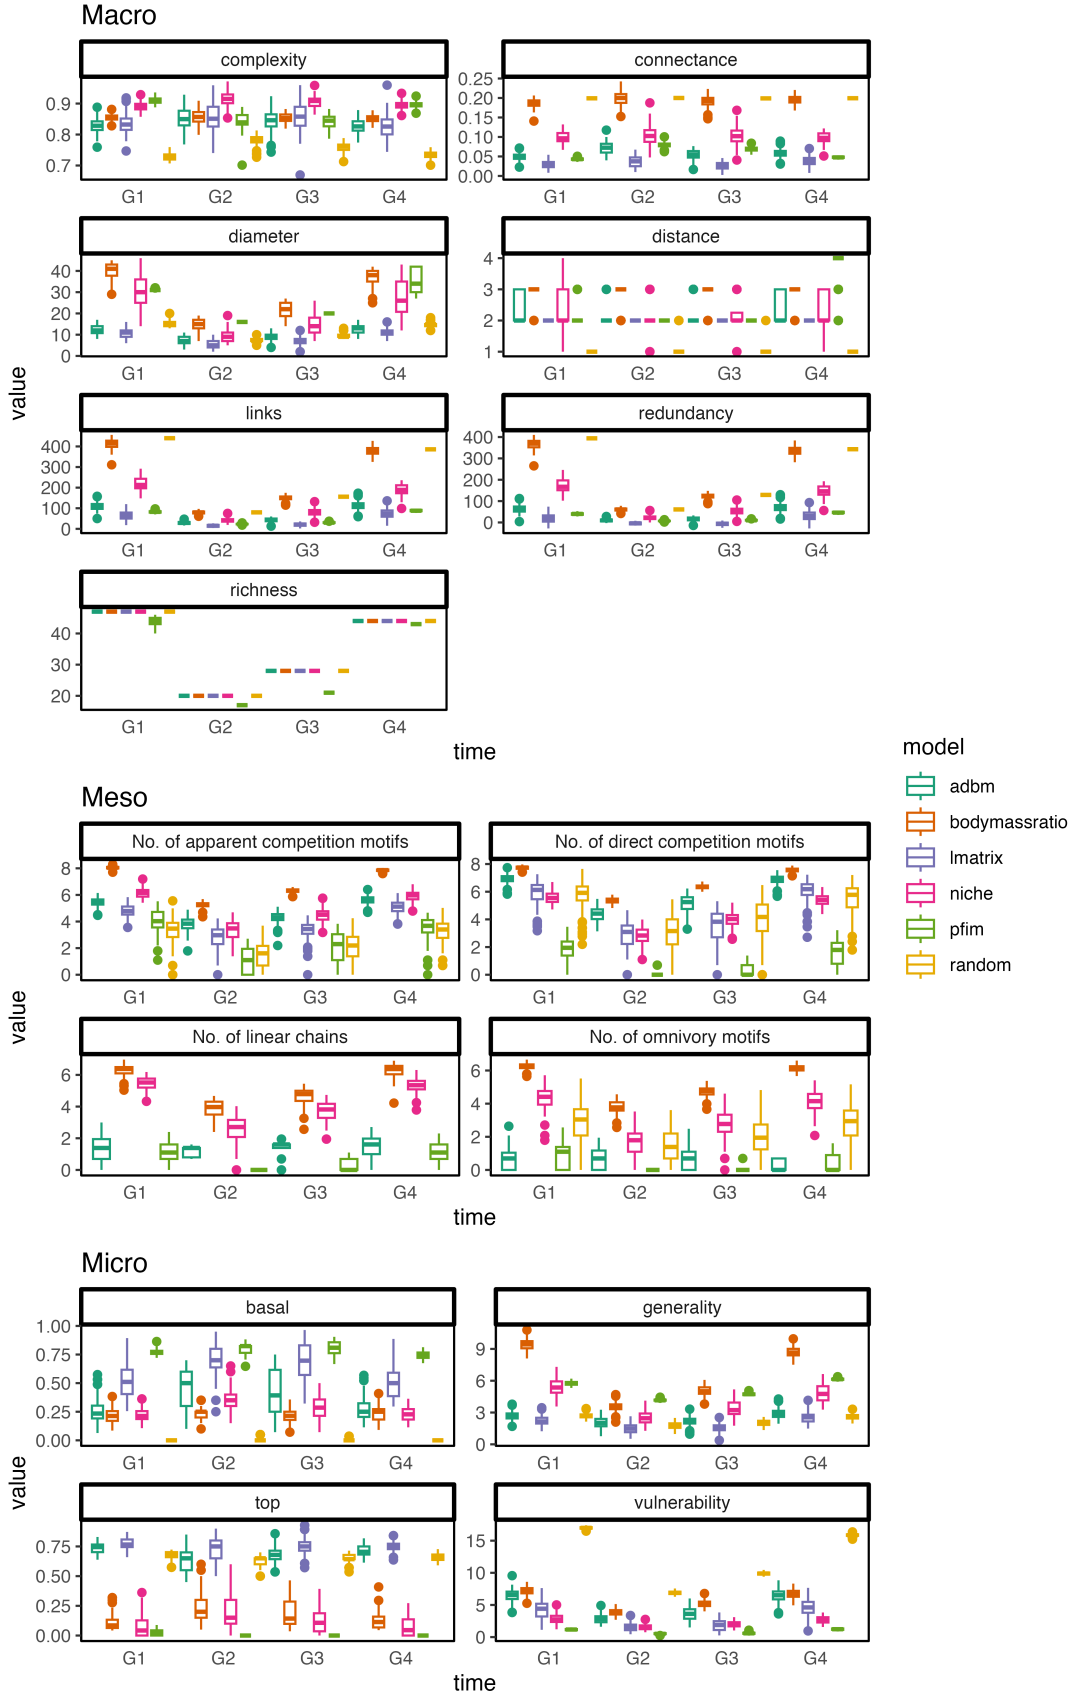 Macro
complexity
connectance
0.9
0.8
0.7
0.25
0.20
0.15
0.10
0.05
0.00
G1 G2 G3 G4
G1 G2 G3 G4
diameter
distance
40
30
20
10
0
4
3
2
1
G1 G2 G3 G4
G1 G2 G3 G4
value
links
redundancy
400
300
200
100
0
400
300
200
100
0
G1 G2 G3 G4
G1 G2 G3 G4
richness
40
30
20
G1 G2 G3 G4
time
Meso
No. of apparent competition motifs
No. of direct competition motifs
8
6
4
2
0
8
6
4
2
0
G1 G2 G3 G4
G1 G2 G3 G4
value
No. of linear chains
No. of omnivory motifs
6
4
2
0
6
4
2
0
G1 G2 G3 G4
G1 G2 G3 G4
time
Micro
basal
generality
1.00
0.75
0.50
0.25
0.00
9
6
3
0
G1 G2 G3 G4
G1 G2 G3 G4
value
top
vulnerability
0.75
0.50
0.25
0.00
15
10
5
0
G1 G2 G3 G4
G1 G2 G3 G4
time
model
adbm
bodymassratio
lmatrix
niche
pfim
random